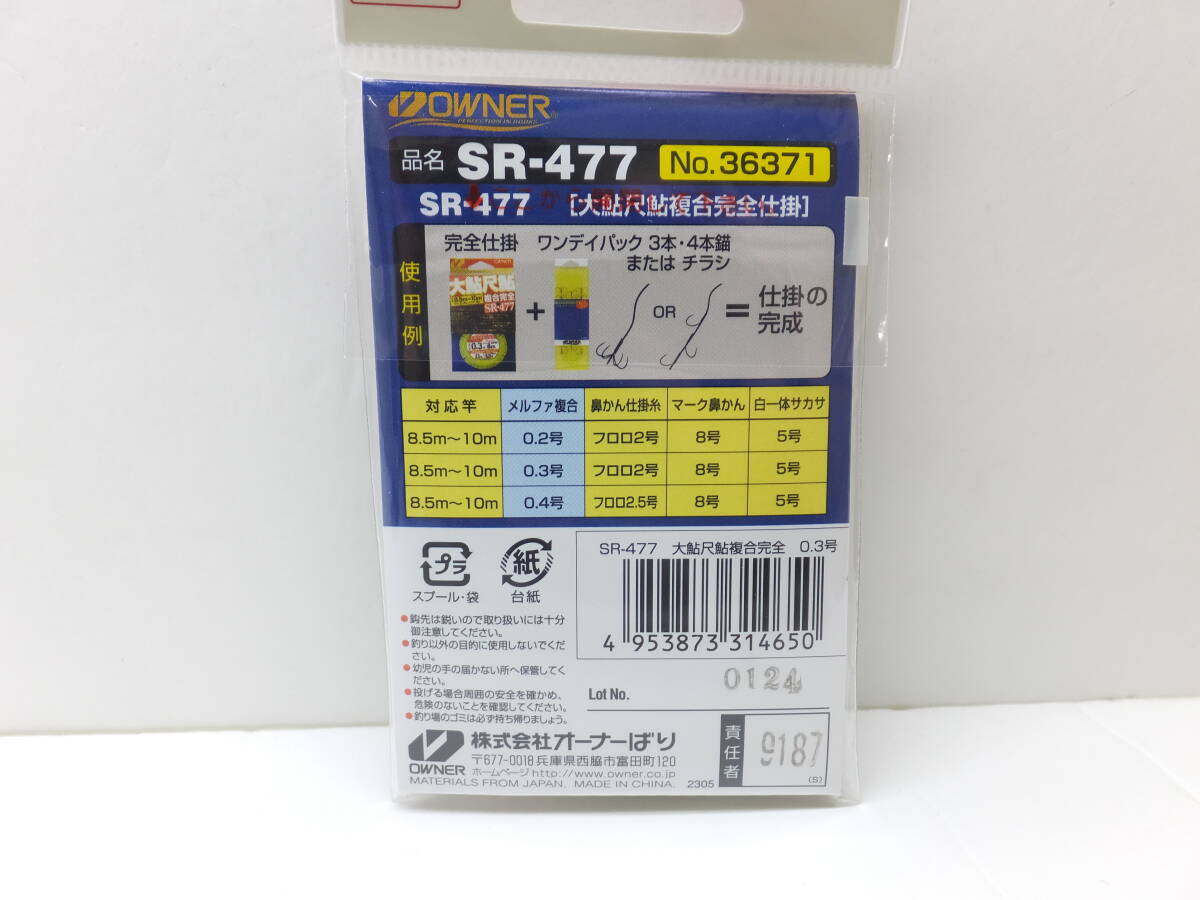 OWNER
PERFECTION IN HOOKS
品名 SR-477 No.36371
ここから
SR-477 [大鮎尺鮎複合完全仕掛]
使用例
完全仕掛 ワンデイパック 3本・4本錨
または チラシ
大鮎尺鮎
複合完全
SR-477
+
OR
=
仕掛の
完成
対応竿 メルファ複合 鼻かん仕掛糸 マーク鼻かん 白一体サカサ
8.5m〜10m 0.2号 フロロ2号 8号 5号
8.5m〜10m 0.3号 フロロ2号 8号 5号
8.5m〜10m 0.4号 フロロ2.5号 8号 5号
プラ
スプール・袋
紙
台紙
SR-477 大鮎尺鮎複合完全 0.3号
4 953873 314650
●鈎先は鋭いので取り扱いには十分
御注意してください。
●釣り以外の目的に使用しないでくだ
さい。
●幼児の手の届かない所へ保管してく
ださい。
●投げる場合周囲の安全を確かめ、
危険のないことを確認してください。
●釣り場のゴミは必ず持ち帰りましょう。
Lot No. 0124
OWNER
株式会社オーナーばり
〒677-0018 兵庫県西脇市富田町120
ホームページ http://www.owner.co.jp
MATERIALS FROM JAPAN. MADE IN CHINA. 2305
責任者
9187
(S)